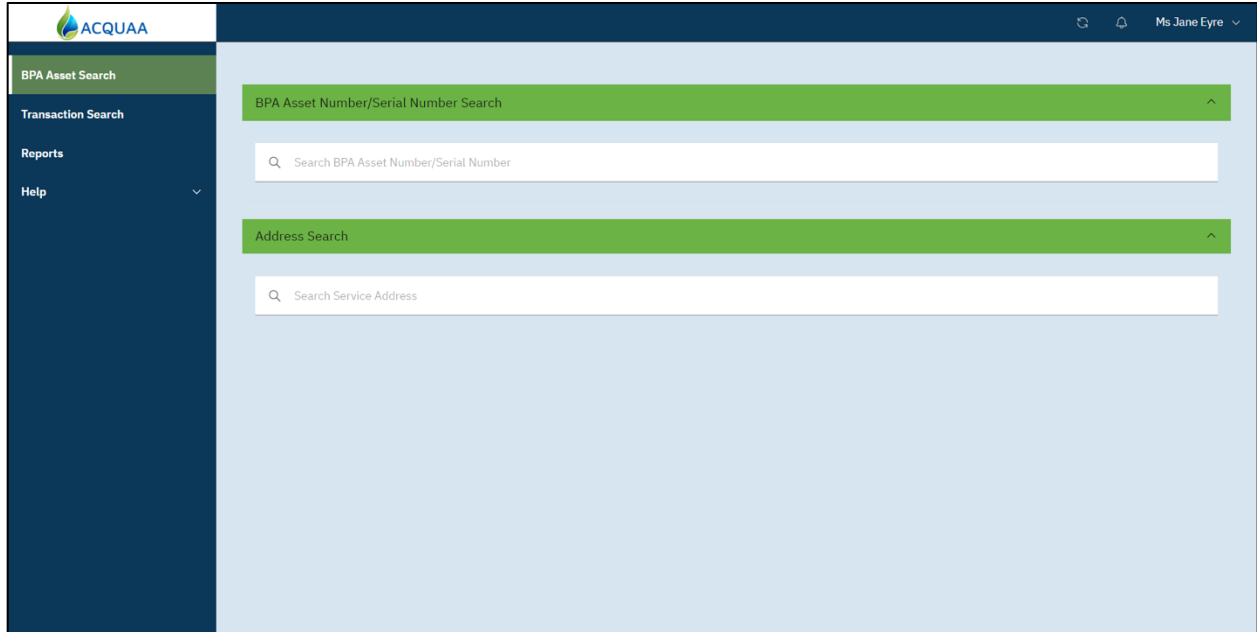 ACQUAA
Ms Jane Eyre
BPA Asset Search
Transaction Search
Reports
Help
BPA Asset Number/Serial Number Search
Search BPA Asset Number/Serial Number
Address Search
Search Service Address